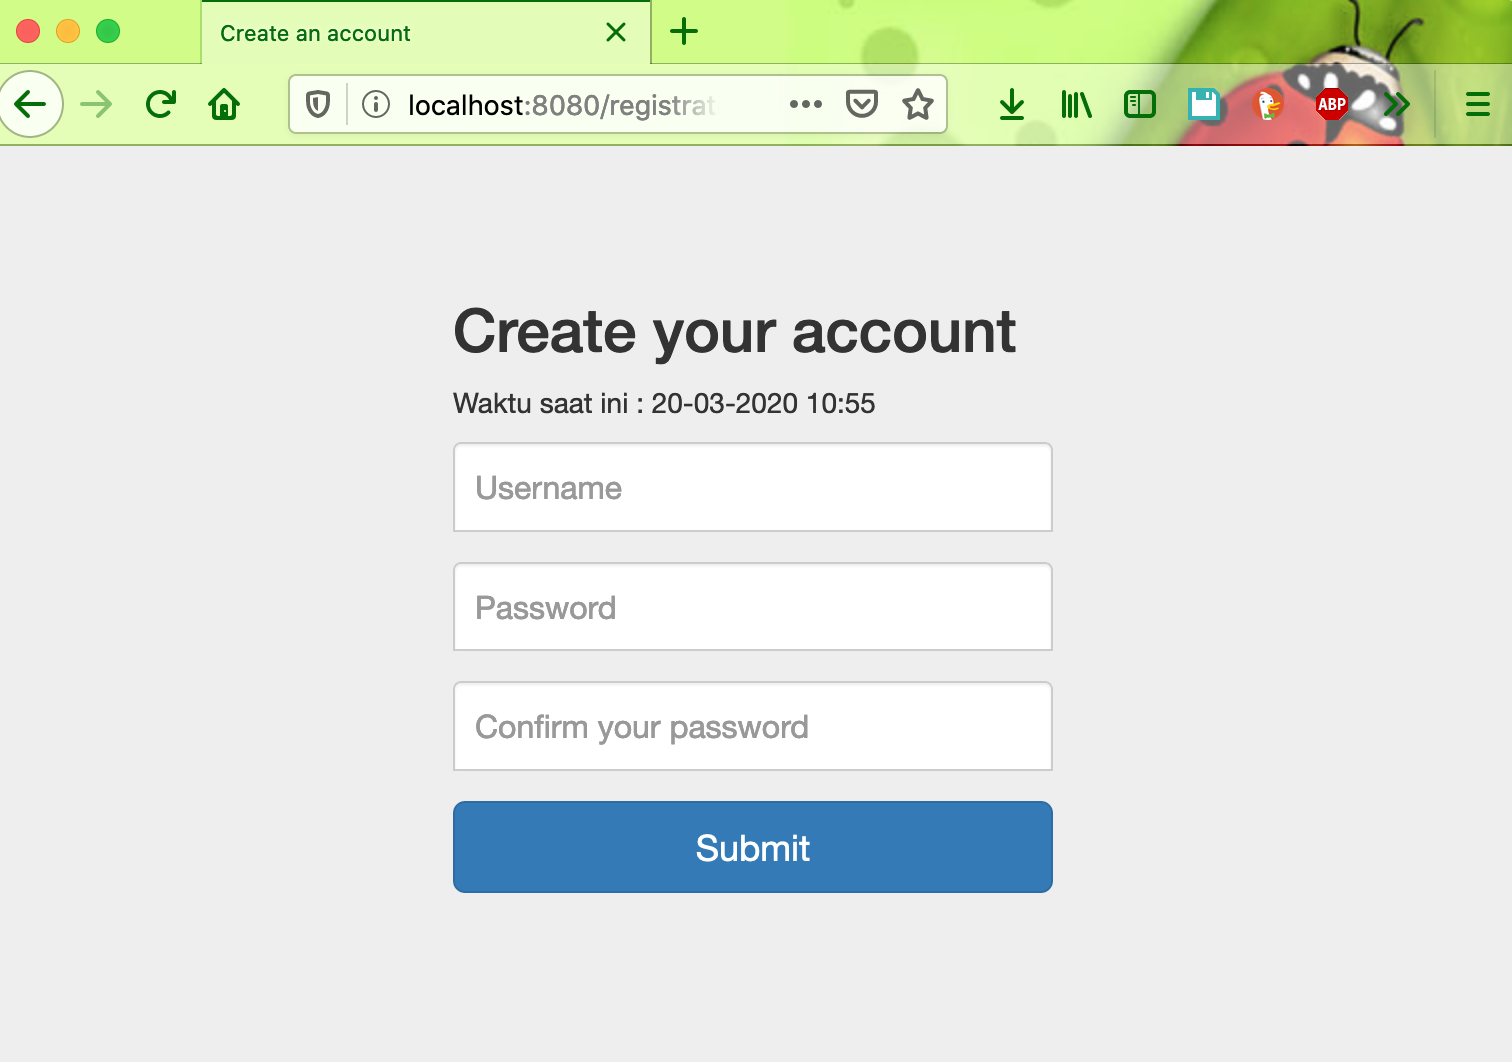 Create an account
localhost:8080/registrat
ABP
Create your account
Waktu saat ini : 20-03-2020 10:55
Username
Password
Confirm your password
Submit